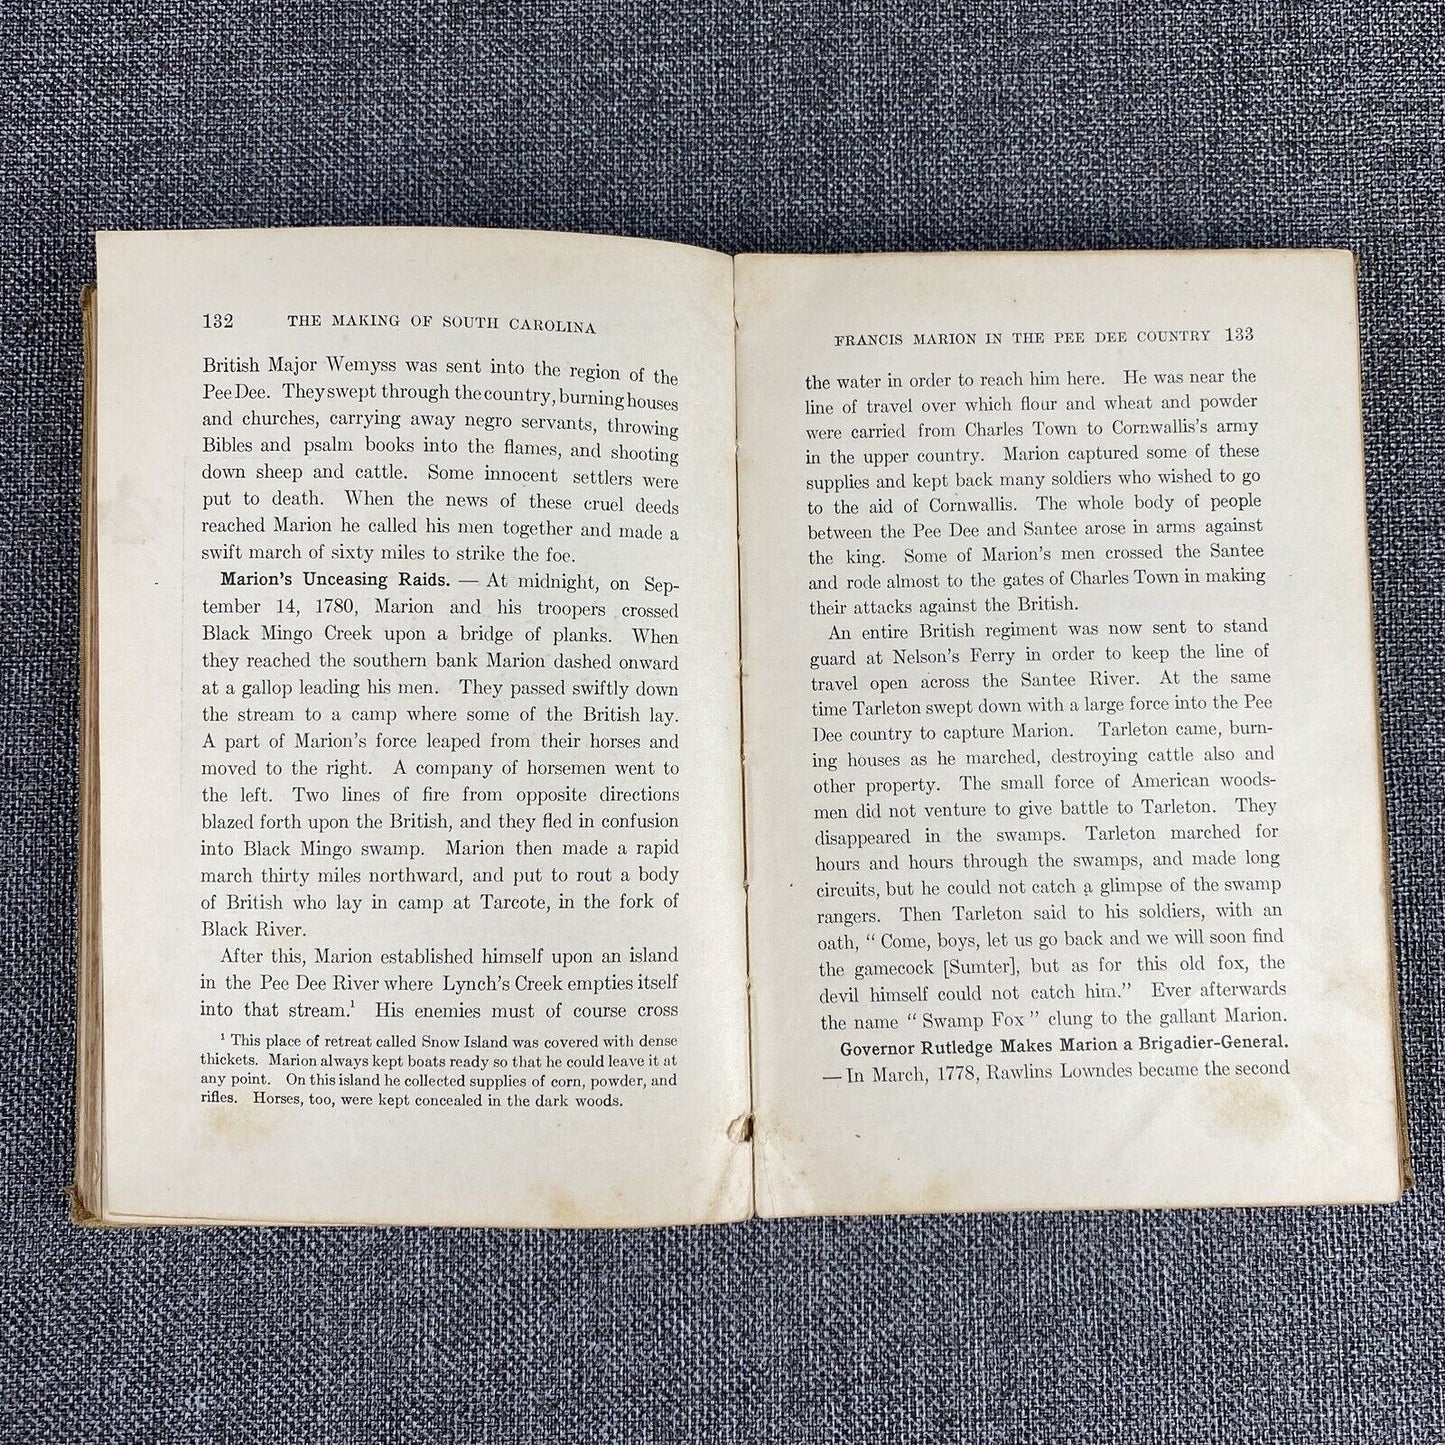 132 THE MAKING OF SOUTH CAROLINA
British Major Wemyss was sent into the region of the
Pee Dee. They swept through the country, burning houses
and churches, carrying away negro servants, throwing
Bibles and psalm books into the flames, and shooting
down sheep and cattle. Some innocent settlers were
put to death. When the news of these cruel deeds
reached Marion he called his men together and made a
swift march of sixty miles to strike the foe.
Marion's Unceasing Raids. — At midnight, on Sep-
tember 14, 1780, Marion and his troopers crossed
Black Mingo Creek upon a bridge of planks. When
they reached the southern bank Marion dashed onward
at a gallop leading his men. They passed swiftly down
the stream to a camp where some of the British lay.
A part of Marion's force leaped from their horses and
moved to the right. A company of horsemen went to
the left. Two lines of fire from opposite directions
blazed forth upon the British, and they fled in confusion
into Black Mingo swamp. Marion then made a rapid
march thirty miles northward, and put to rout a body
of British who lay in camp at Tarcote, in the fork of
Black River.
After this, Marion established himself upon an island
in the Pee Dee River where Lynch's Creek empties itself
into that stream.¹ His enemies must of course cross
¹ This place of retreat called Snow Island was covered with dense
thickets. Marion always kept boats ready so that he could leave it at
any point. On this island he collected supplies of corn, powder, and
rifles. Horses, too, were kept concealed in the dark woods.
FRANCIS MARION IN THE PEE DEE COUNTRY 133
the water in order to reach him here. He was near the
line of travel over which flour and wheat and powder
were carried from Charles Town to Cornwallis's army
in the upper country. Marion captured some of these
supplies and kept back many soldiers who wished to go
to the aid of Cornwallis. The whole body of people
between the Pee Dee and Santee arose in arms against
the king. Some of Marion's men crossed the Santee
and rode almost to the gates of Charles Town in making
their attacks against the British.
An entire British regiment was now sent to stand
guard at Nelson's Ferry in order to keep the line of
travel open across the Santee River. At the same
time Tarleton swept down with a large force into the Pee
Dee country to capture Marion. Tarleton came, burn-
ing houses as he marched, destroying cattle also and
other property. The small force of American woods-
men did not venture to give battle to Tarleton. They
disappeared in the swamps. Tarleton marched for
hours and hours through the swamps, and made long
circuits, but he could not catch a glimpse of the swamp
rangers. Then Tarleton said to his soldiers, with an
oath, "Come, boys, let us go back and we will soon find
the gamecock [Sumter], but as for this old fox, the
devil himself could not catch him." Ever afterwards
the name "Swamp Fox" clung to the gallant Marion.
Governor Rutledge Makes Marion a Brigadier-General.
— In March, 1778, Rawlins Lowndes became the second